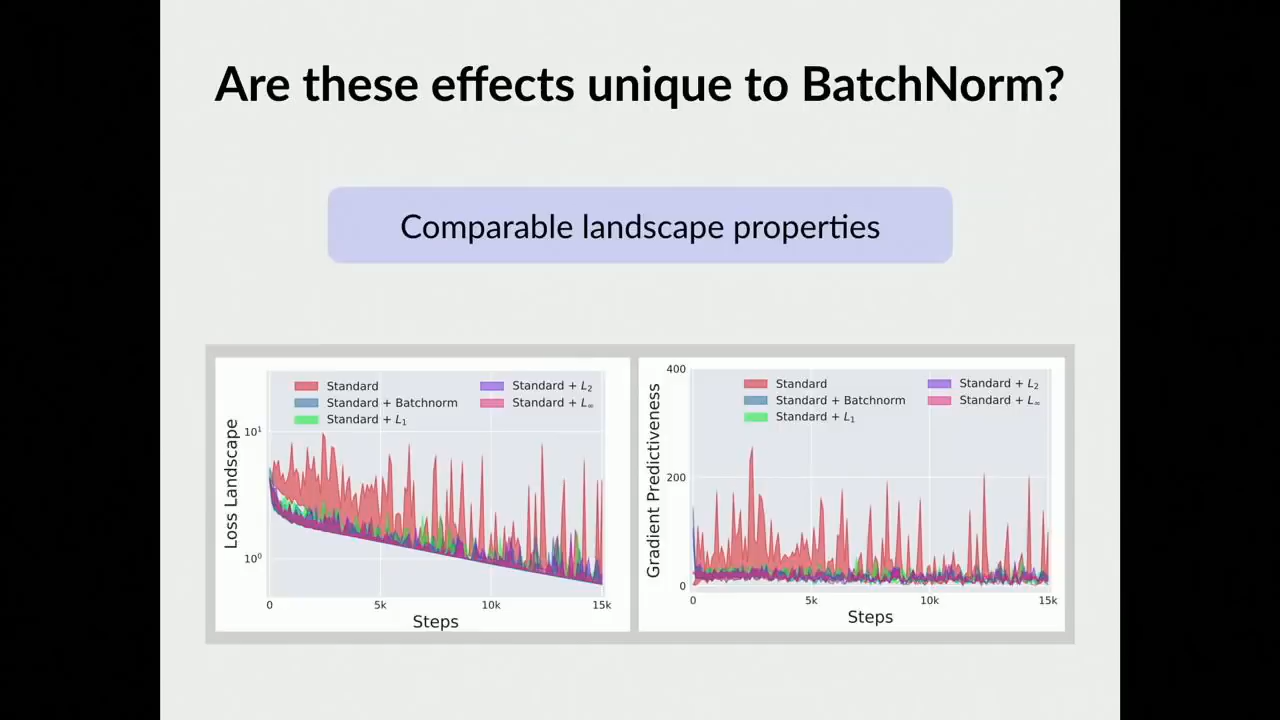 Are these effects unique to BatchNorm?
Comparable landscape properties
Loss Landscape
Standard
Standard + Batchnorm
Standard + L₁
Standard + L₂
Standard + L∞
10¹
10⁰
0
5k
10k
15k
Steps
Gradient Predictiveness
Standard
Standard + Batchnorm
Standard + L₁
Standard + L₂
Standard + L∞
400
200
0
0
5k
10k
15k
Steps